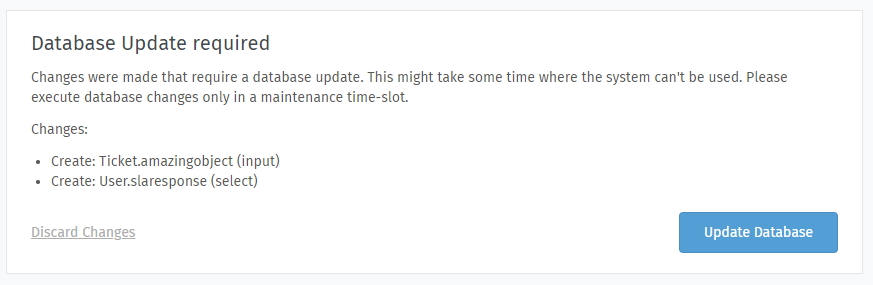 Database Update required
Changes were made that require a database update. This might take some time where the system can't be used. Please
execute database changes only in a maintenance time-slot.
Changes:
• Create: Ticket.amazingobject (input)
• Create: User.slaresponse (select)
Discard Changes
Update Database